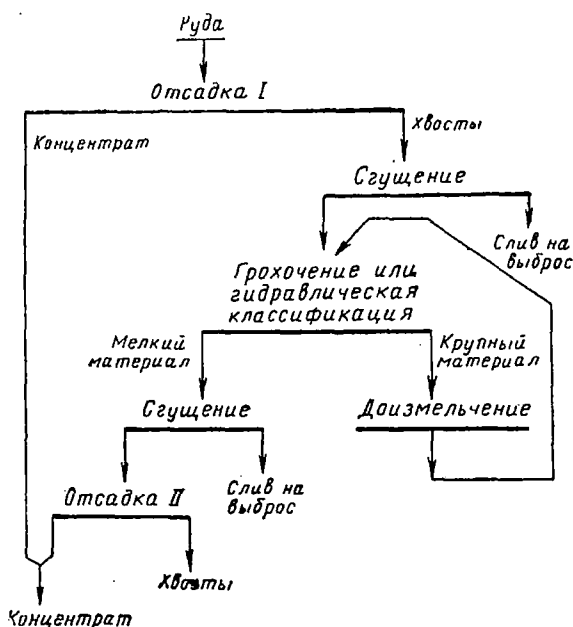 Руда
Отсадка I
Концентрат
Хвосты
Сгущение
Слив на
выброс
Грохочение или
гидравлическая
классификация
Мелкий
материал
Крупный
материал
Сгущение
Доизмельчение
Отсадка II
Слив на
выброс
Хвосты
Концентрат